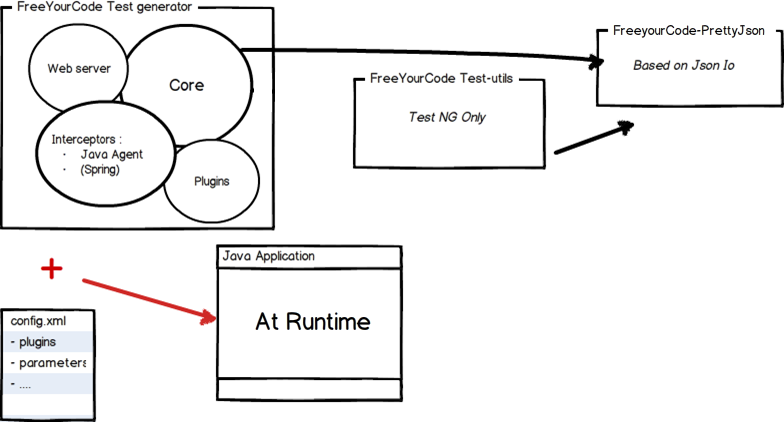 FreeYourCode Test generator
Web server
Core
Interceptors :
· Java Agent
· (Spring)
Plugins
FreeYourCode Test-utils
Test NG Only
FreeyourCode-PrettyJson
Based on Json Io
+
Java Application
At Runtime
config.xml
- plugins
- parameters
- ....